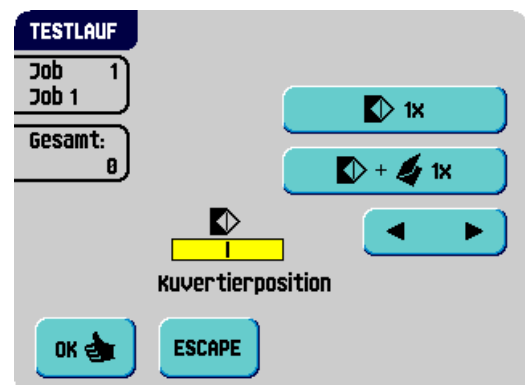 TESTLAUF
Job 1
Job 1
Gesamt:
0
1x
+ 1x
Kuvertierposition
OK
ESCAPE